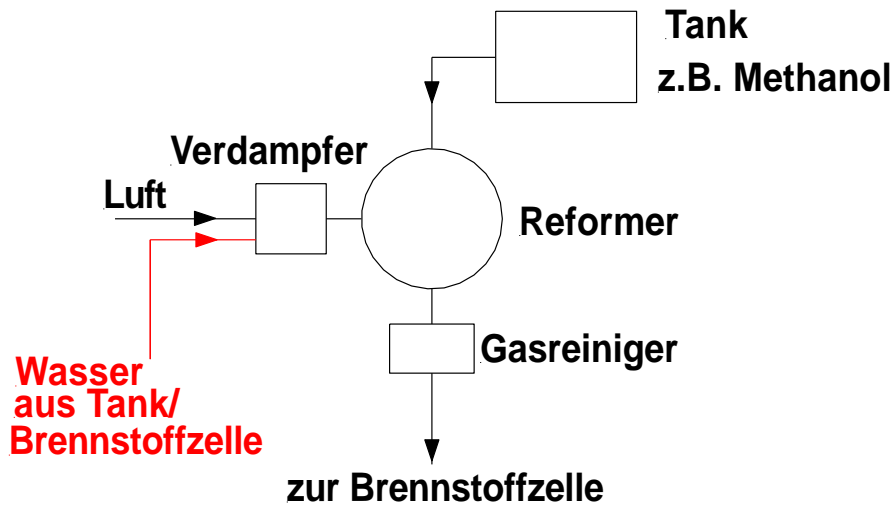 Tank
z.B. Methanol
Verdampfer
Luft
Reformer
Gasreiniger
Wasser
aus Tank/
Brennstoffzelle
zur Brennstoffzelle